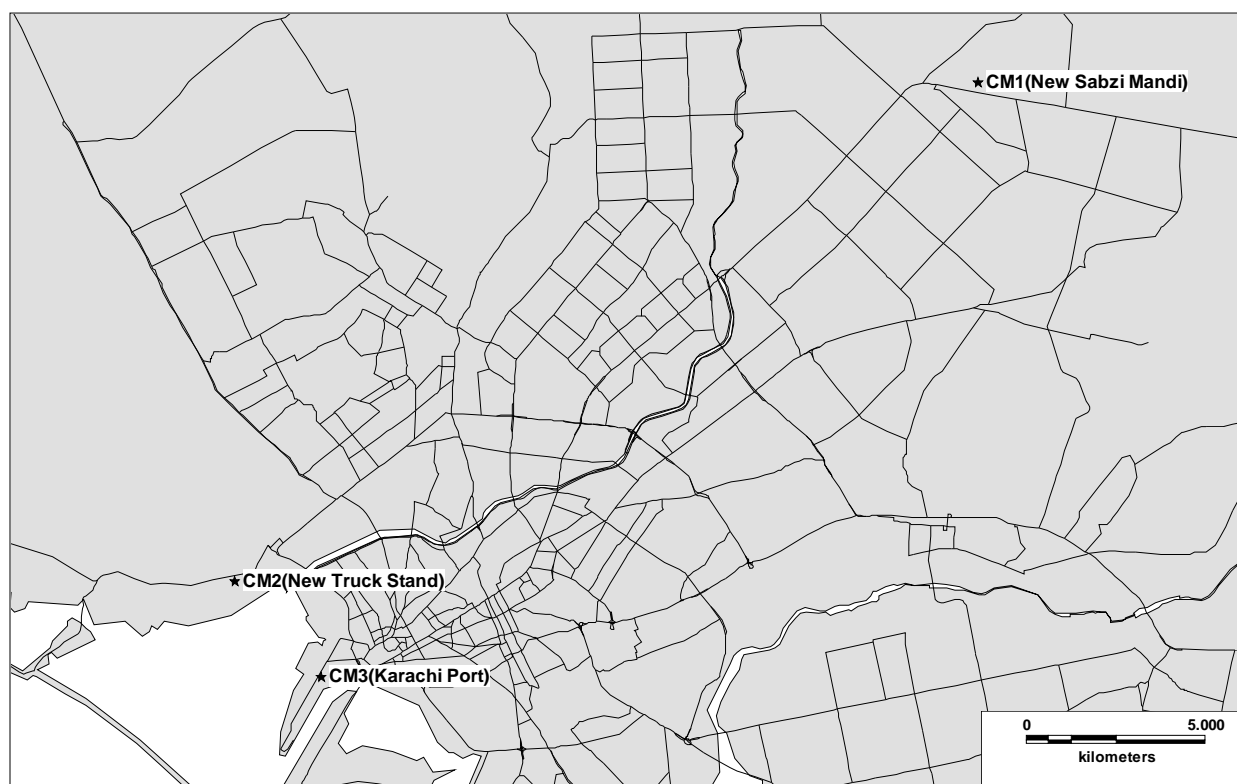 CM1(New Sabzi Mandi)
CM2(New Truck Stand)
CM3(Karachi Port)
0 5.000
kilometers